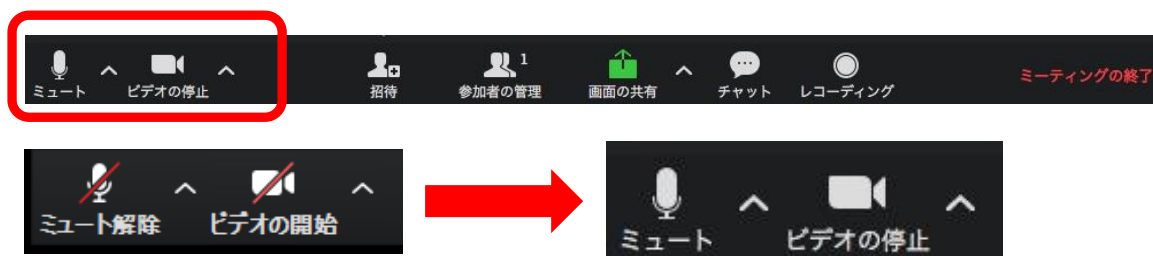 1
ミュート ビデオの停止 招待 参加者の管理 画面の共有 チャット レコーディング ミーティングの終了
ミュート解除 ビデオの開始
ミュート ビデオの停止